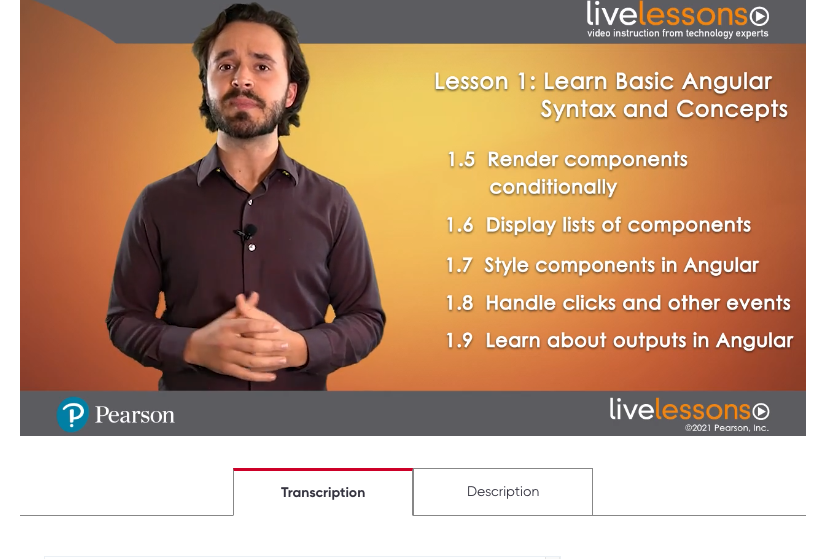 livelessons
video instruction from technology experts
Lesson 1: Learn Basic Angular
Syntax and Concepts
1.5 Render components
conditionally
1.6 Display lists of components
1.7 Style components in Angular
1.8 Handle clicks and other events
1.9 Learn about outputs in Angular
Pearson
livelessons
©2021 Pearson, Inc.
Transcription
Description